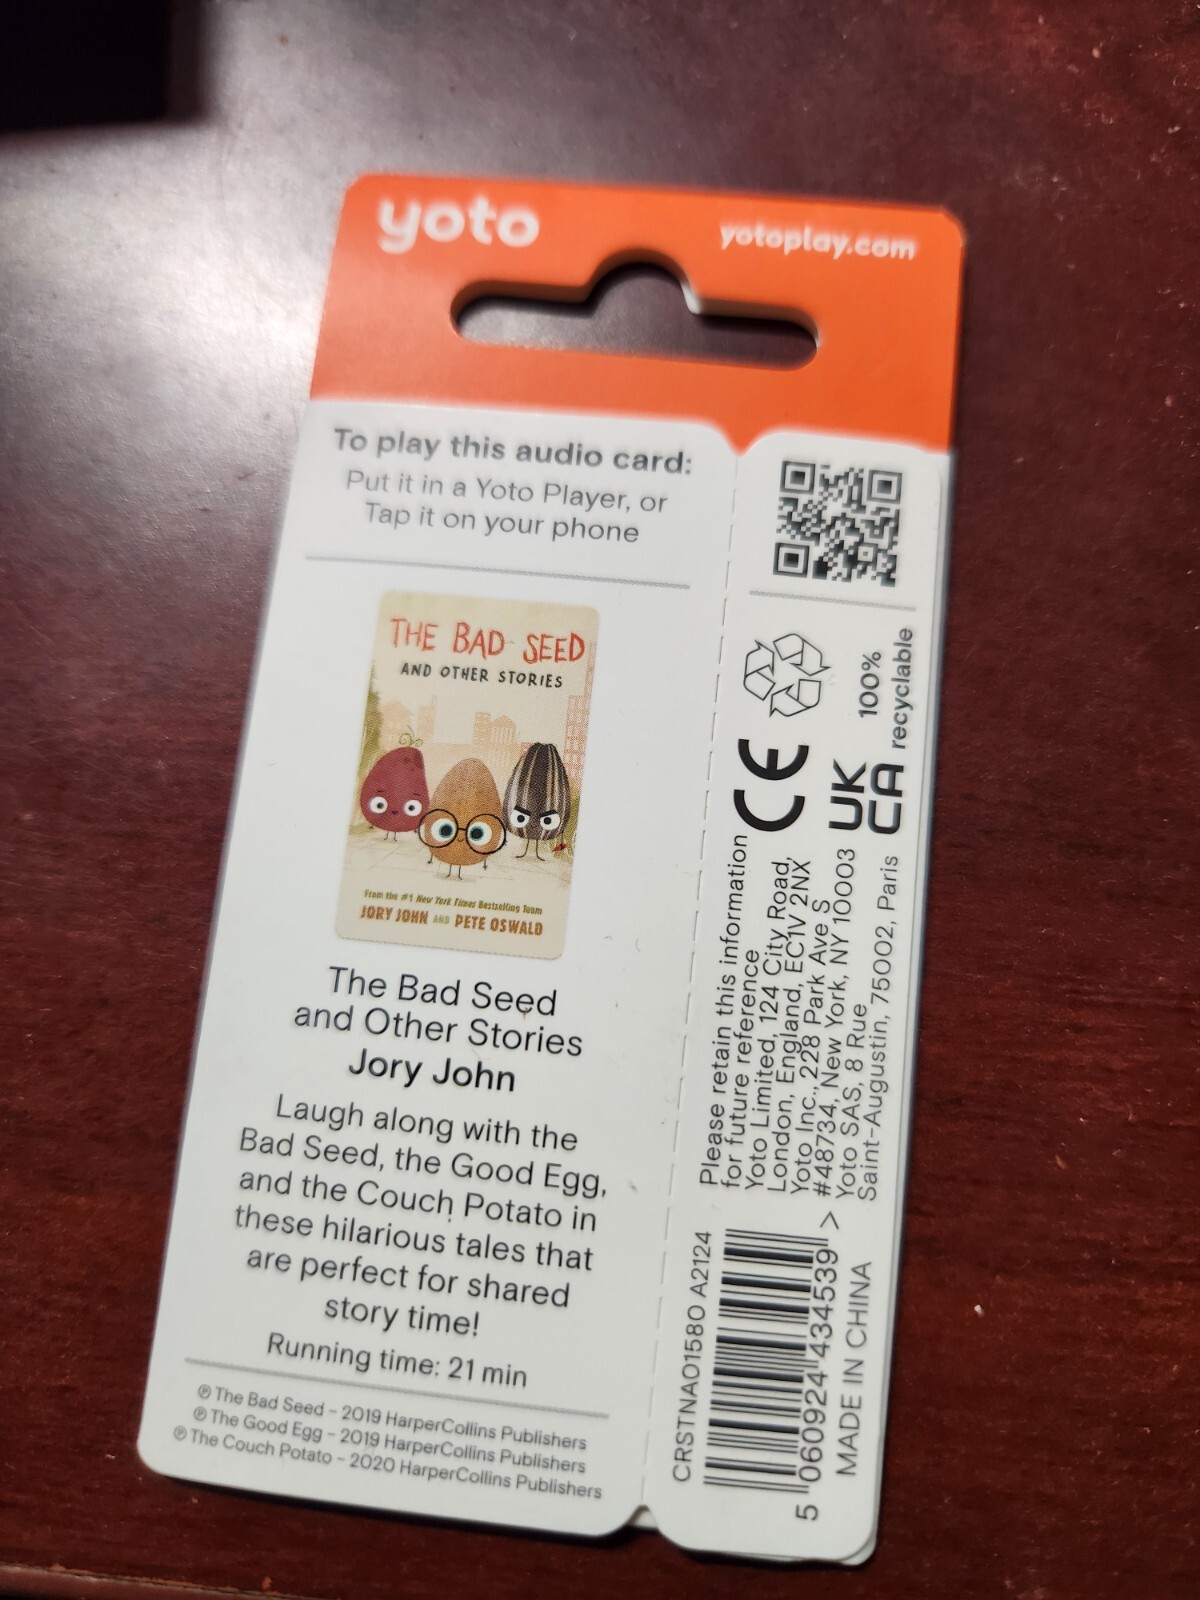 yoto
yotoplay.com
To play this audio card:
Put it in a Yoto Player, or
Tap it on your phone
THE BAD SEED
AND OTHER STORIES
From the #1 New York Times Bestselling Team
JORY JOHN AND PETE OSWALD
The Bad Seed
and Other Stories
Jory John
Laugh along with the
Bad Seed, the Good Egg,
and the Couch Potato in
these hilarious tales that
are perfect for shared
story time!
Running time: 21 min
℗ The Bad Seed - 2019 HarperCollins Publishers
℗ The Good Egg - 2019 HarperCollins Publishers
℗ The Couch Potato - 2020 HarperCollins Publishers
100%
recyclable
CE
UK
CA
Please retain this information
for future reference
Yoto Limited, 124 City Road,
London, England, EC1V 2NX
Yoto Inc., 228 Park Ave S
#48734, New York, NY 10003
Yoto SAS, 8 Rue
Saint-Augustin, 75002, Paris
CRSTNA01580 A2124
5 060924 434539 >
MADE IN CHINA